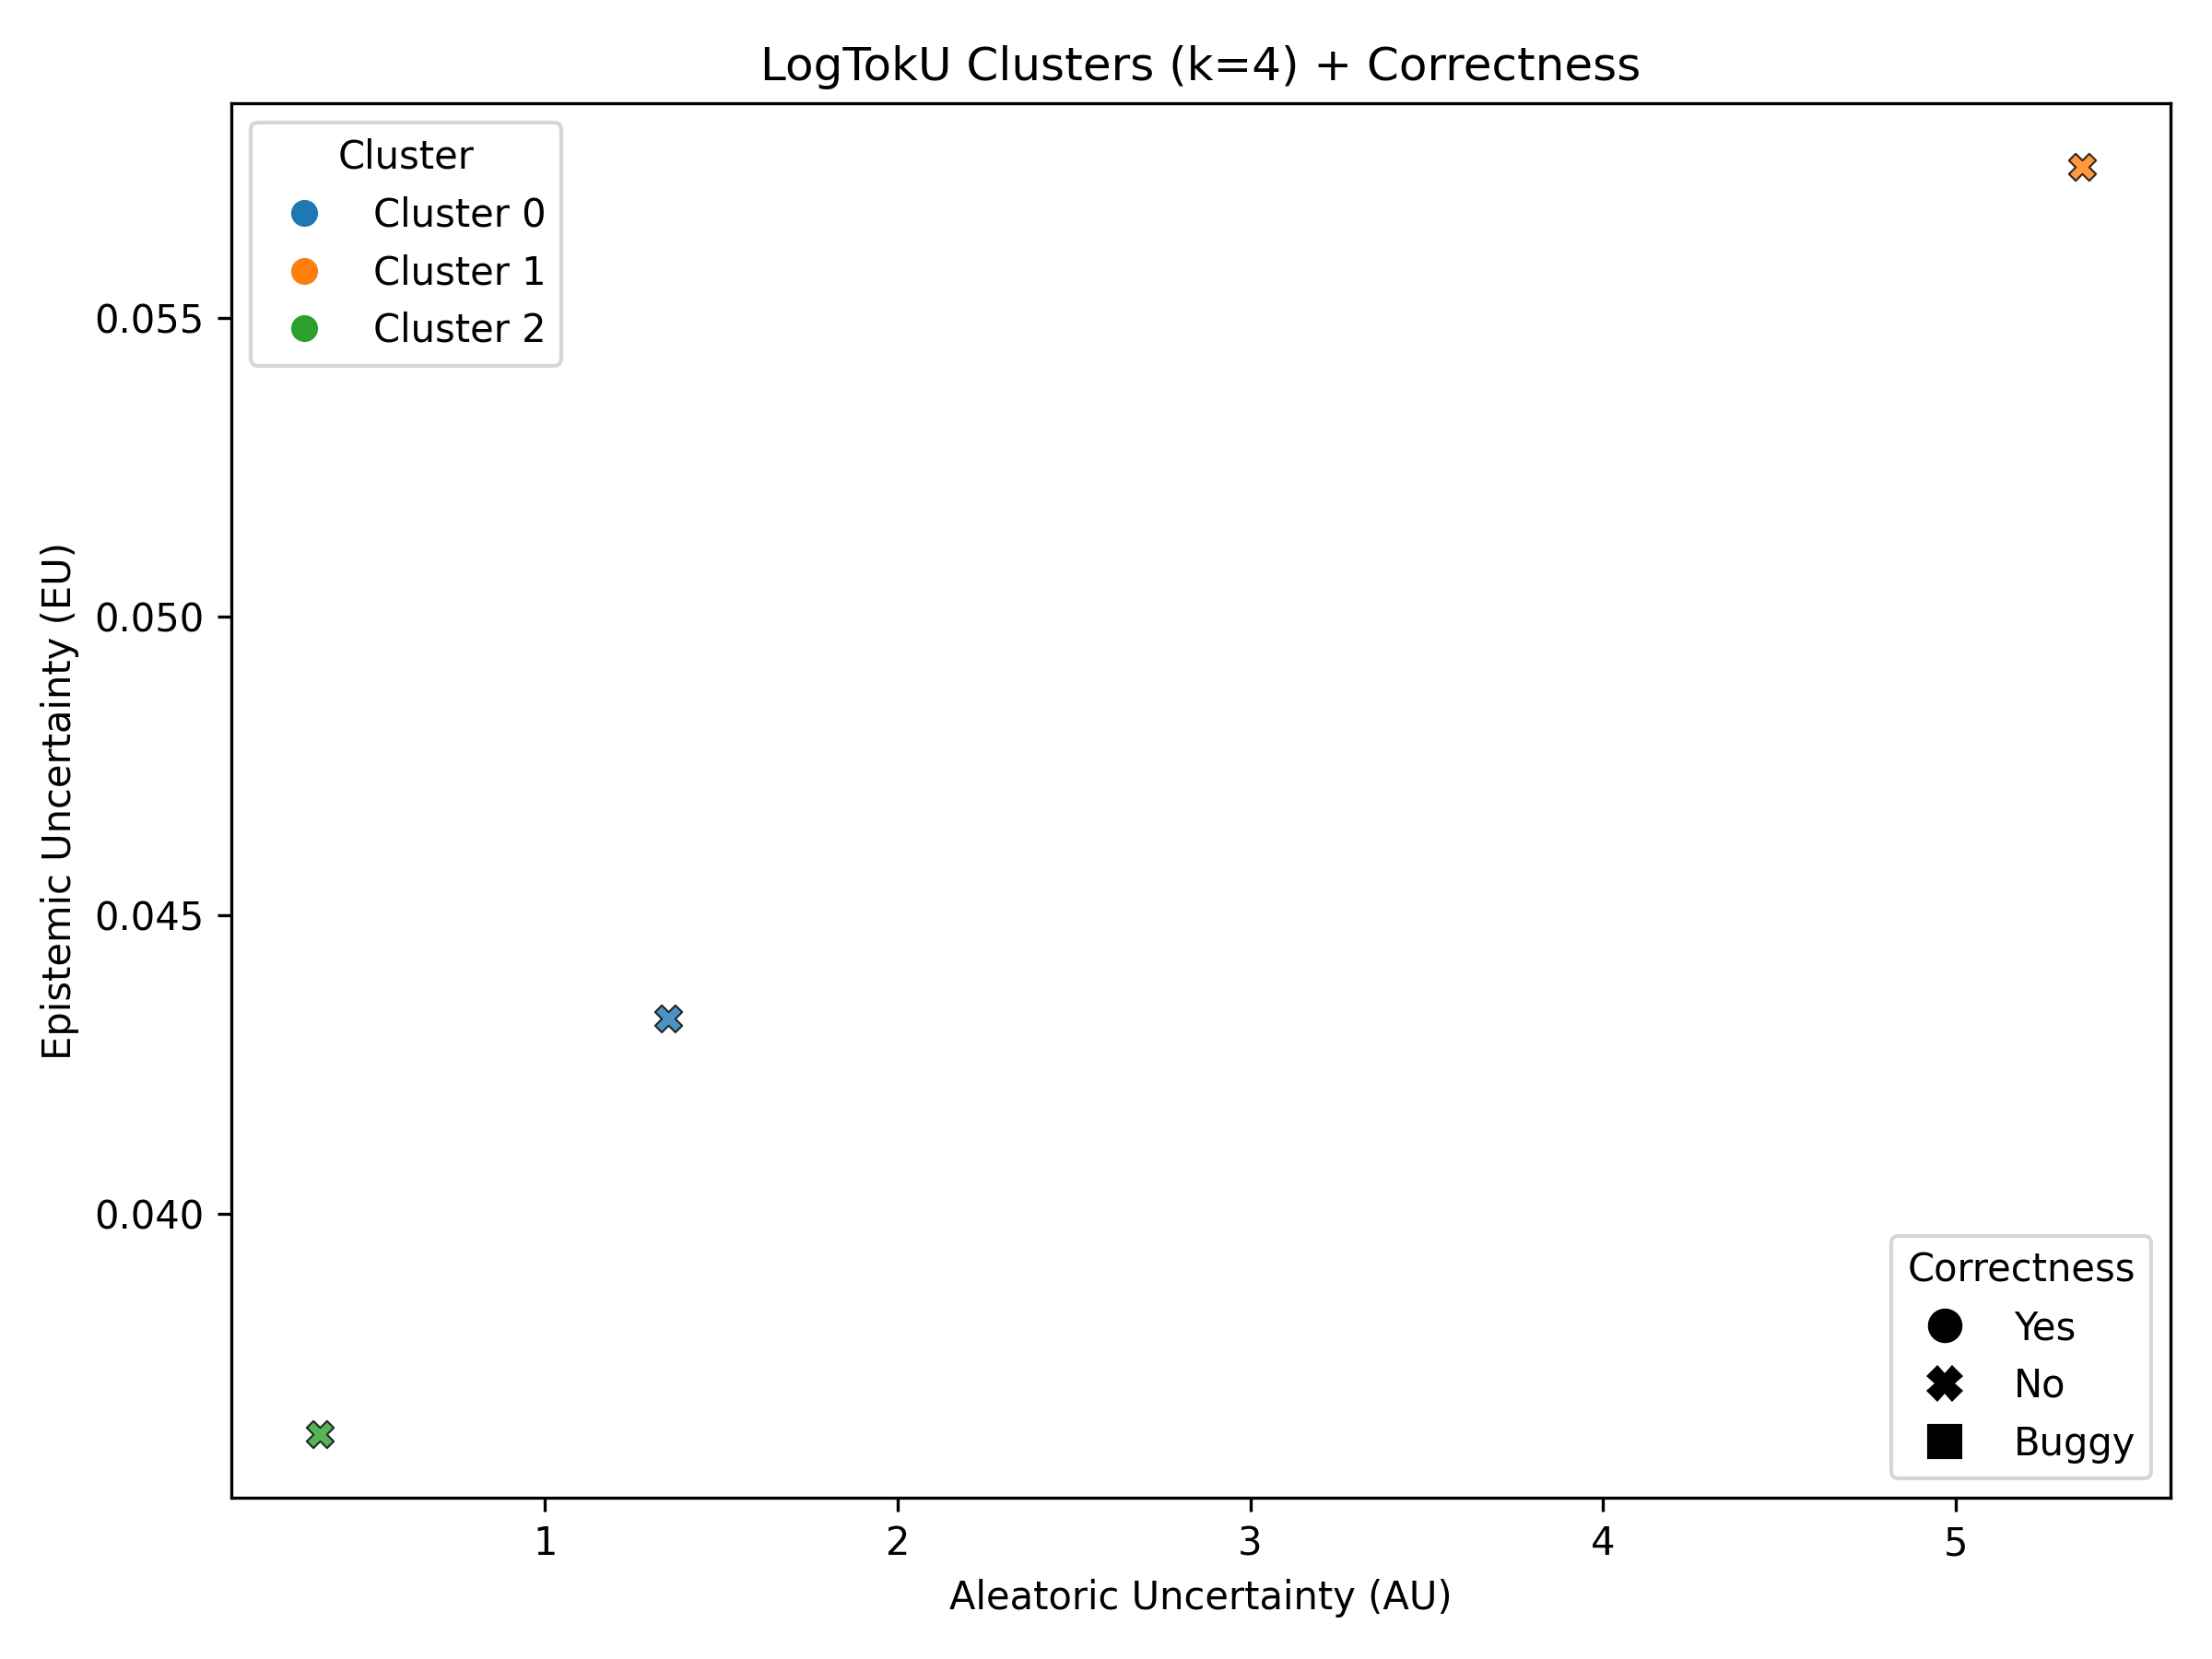 LogTokU Clusters (k=4) + Correctness
Cluster
Cluster 0
Cluster 1
Cluster 2
Epistemic Uncertainty (EU)
0.055
0.050
0.045
0.040
Correctness
Yes
No
Buggy
1 2 3 4 5
Aleatoric Uncertainty (AU)